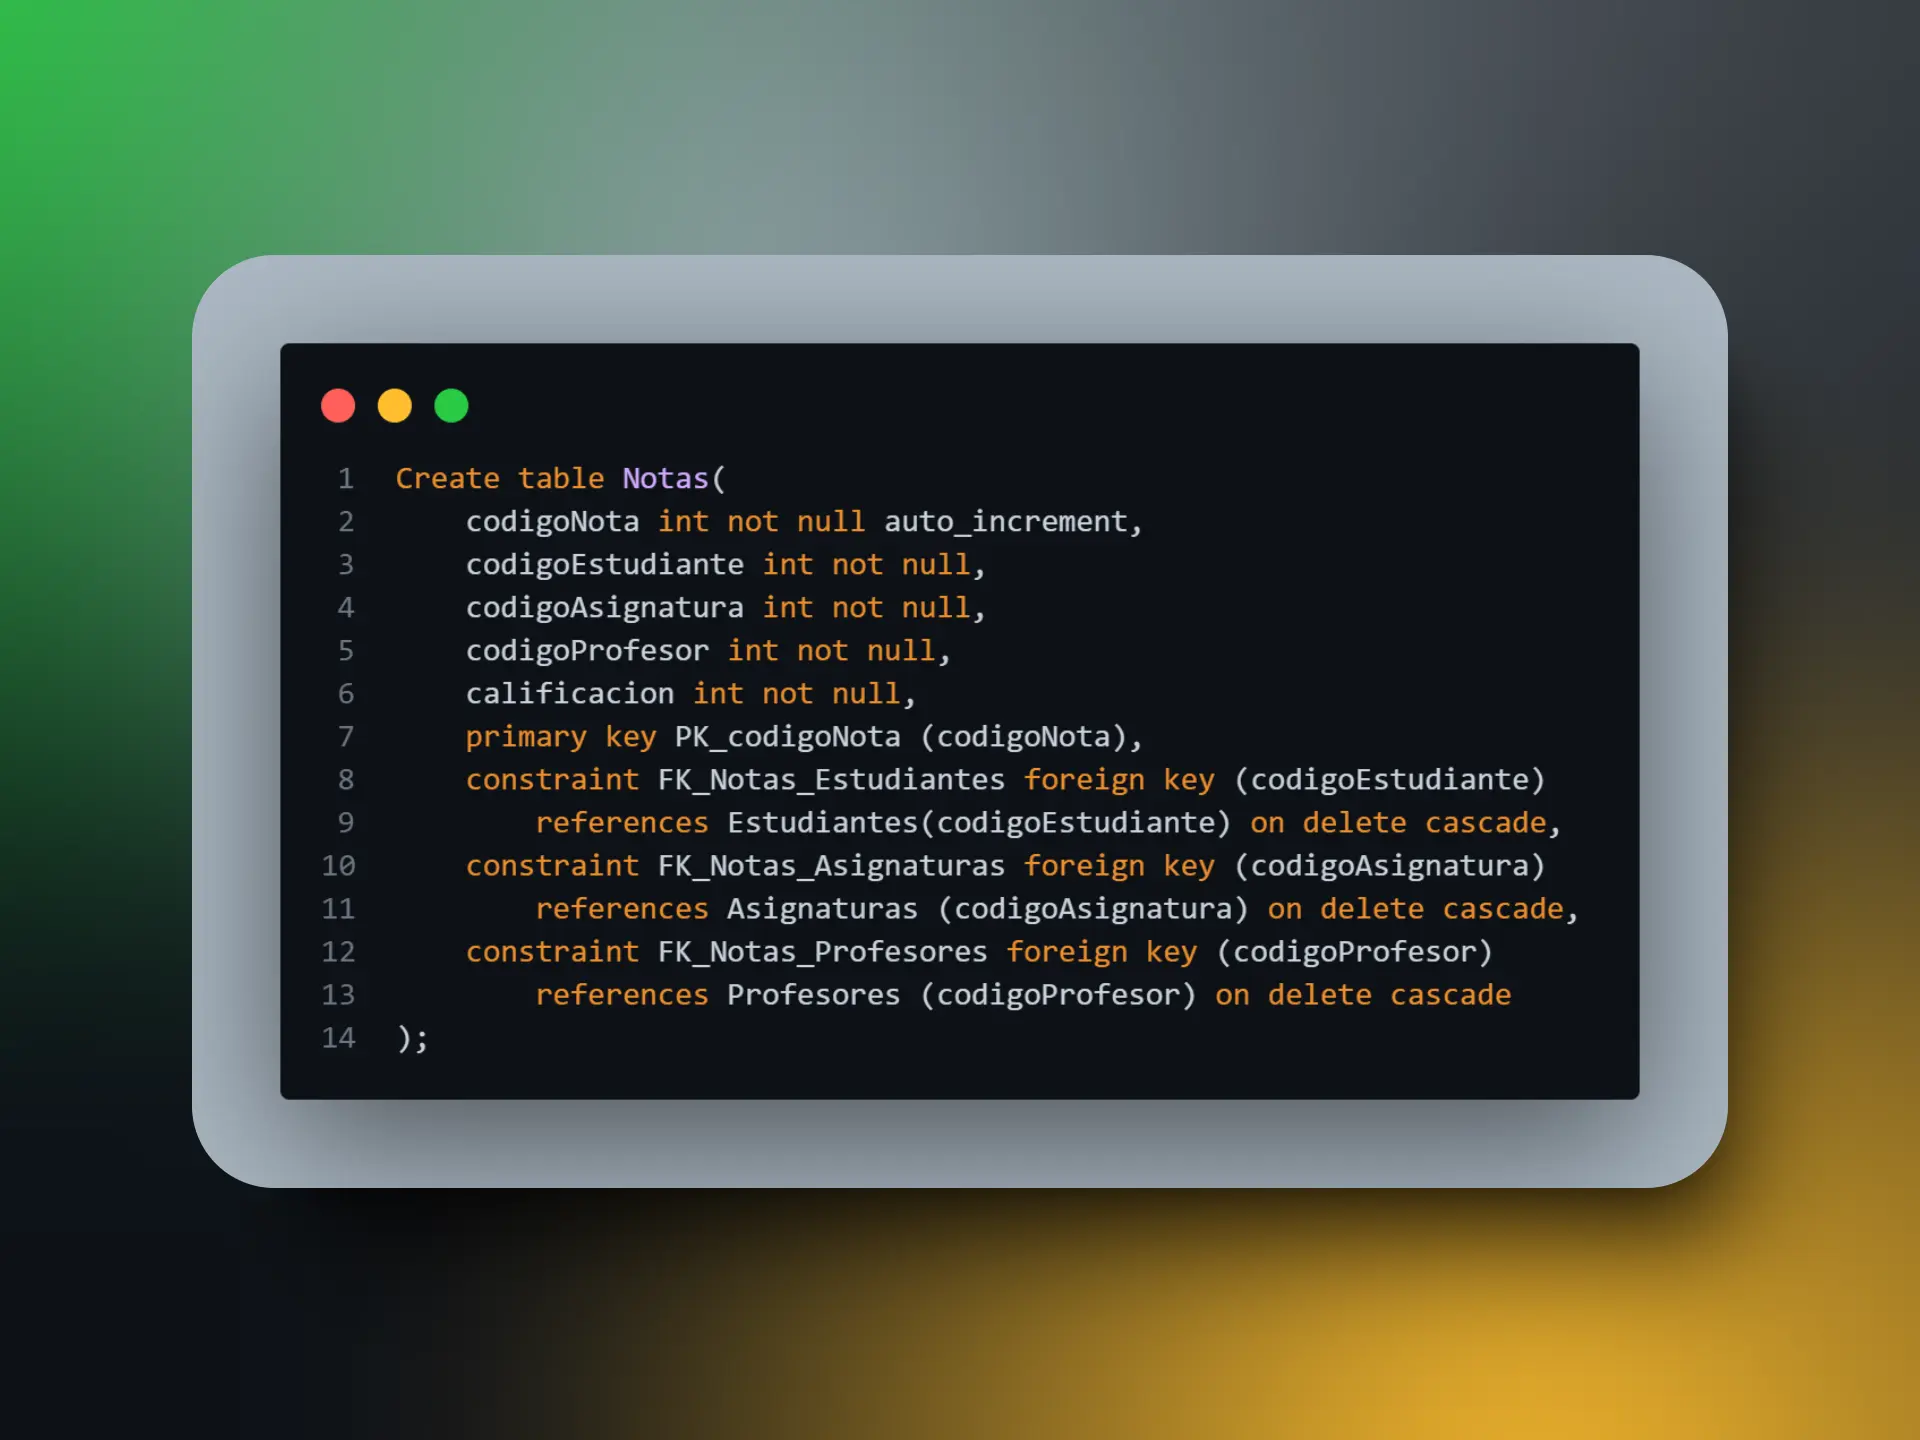 1 Create table Notas(
2 codigoNota int not null auto_increment,
3 codigoEstudiante int not null,
4 codigoAsignatura int not null,
5 codigoProfesor int not null,
6 calificacion int not null,
7 primary key PK_codigoNota (codigoNota),
8 constraint FK_Notas_Estudiantes foreign key (codigoEstudiante)
9 references Estudiantes(codigoEstudiante) on delete cascade,
10 constraint FK_Notas_Asignaturas foreign key (codigoAsignatura)
11 references Asignaturas (codigoAsignatura) on delete cascade,
12 constraint FK_Notas_Profesores foreign key (codigoProfesor)
13 references Profesores (codigoProfesor) on delete cascade
14 );